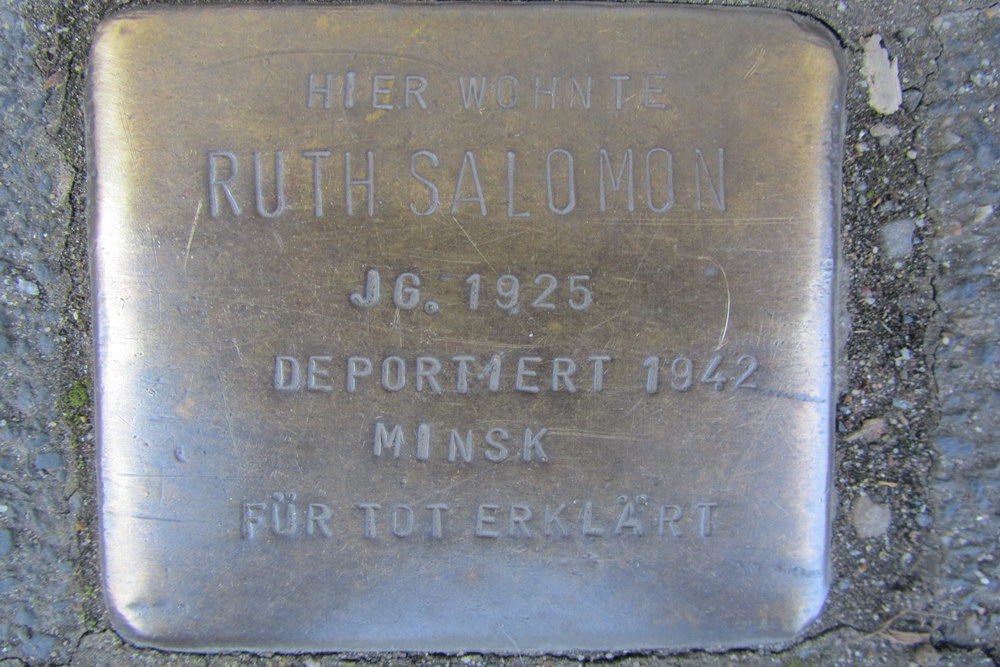 HIER WOHNTE
RUTH SALOMON
JG. 1925
DEPORTIERT 1942
MINSK
FÜR TOT ERKLÄRT